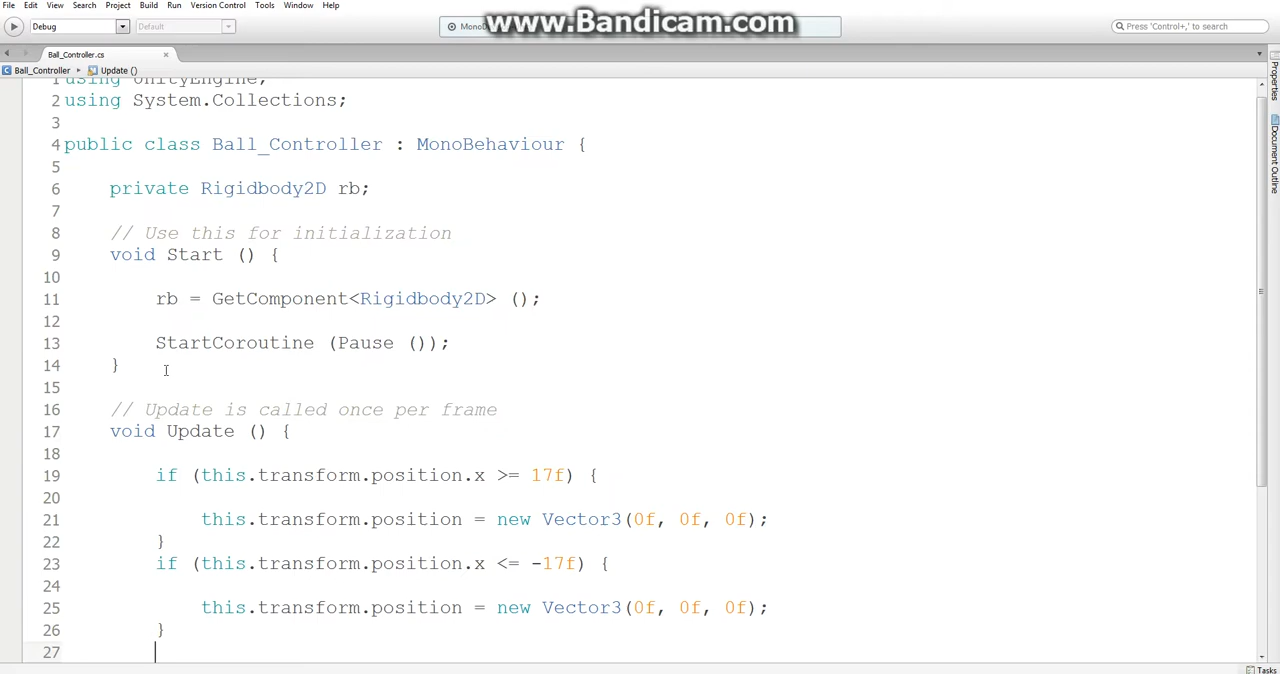 File Edit View Search Project Build Run Version Control Tools Window Help
Debug Default www.Bandicam.com Press 'Control+,' to search
Ball_Controller.cs
Ball_Controller Update ()
1 using UnityEngine;
2 using System.Collections;
3
4 public class Ball_Controller : MonoBehaviour {
5
6 private Rigidbody2D rb;
7
8 // Use this for initialization
9 void Start () {
10
11 rb = GetComponent<Rigidbody2D> ();
12
13 StartCoroutine (Pause ());
14 }
15
16 // Update is called once per frame
17 void Update () {
18
19 if (this.transform.position.x >= 17f) {
20
21 this.transform.position = new Vector3(0f, 0f, 0f);
22 }
23 if (this.transform.position.x <= -17f) {
24
25 this.transform.position = new Vector3(0f, 0f, 0f);
26 }
27
Properties
Document Outline
Tasks